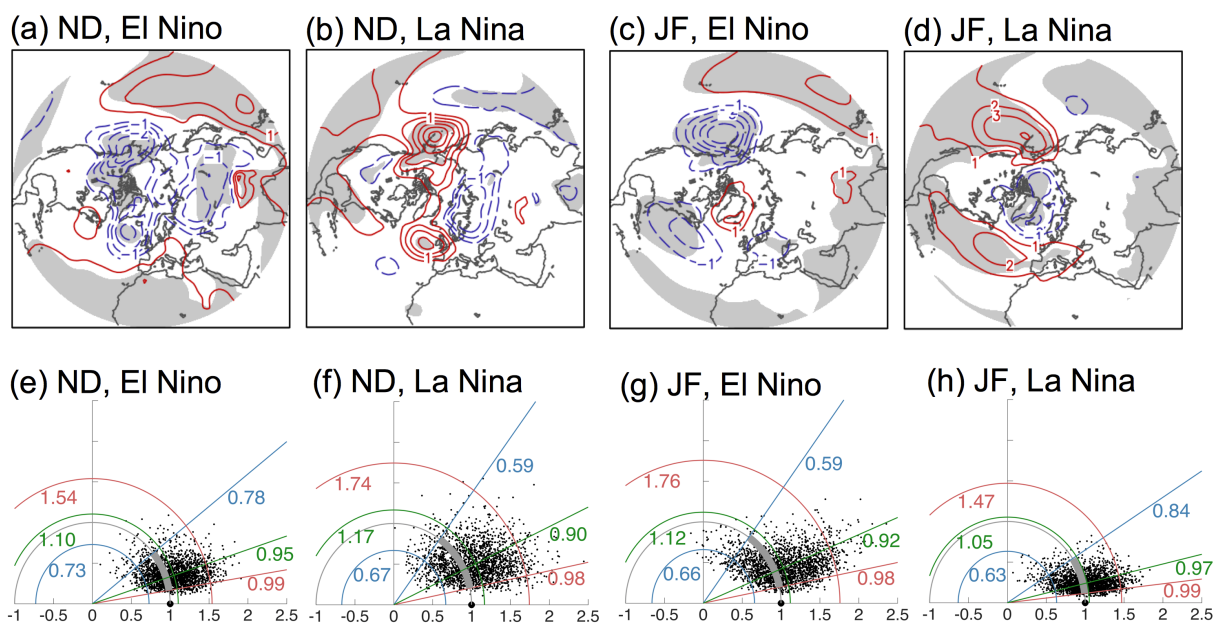 (a) ND, El Nino (b) ND, La Nina (c) JF, El Nino (d) JF, La Nina
1 1 1 2
3
1 -1 1 1
1 1
1 1
1 1 -1 -1 2
(e) ND, El Nino (f) ND, La Nina (g) JF, El Nino (h) JF, La Nina
1.54 0.78 1.74 0.59 1.76 0.59 1.47 0.84
1.10 0.95 1.17 0.90 1.12 0.92 1.05 0.97
0.73 0.99 0.67 0.98 0.66 0.98 0.63 0.99
-1 -0.5 0 0.5 1 1.5 2 2.5 -1 -0.5 0 0.5 1 1.5 2 2.5 -1 -0.5 0 0.5 1 1.5 2 2.5 -1 -0.5 0 0.5 1 1.5 2 2.5